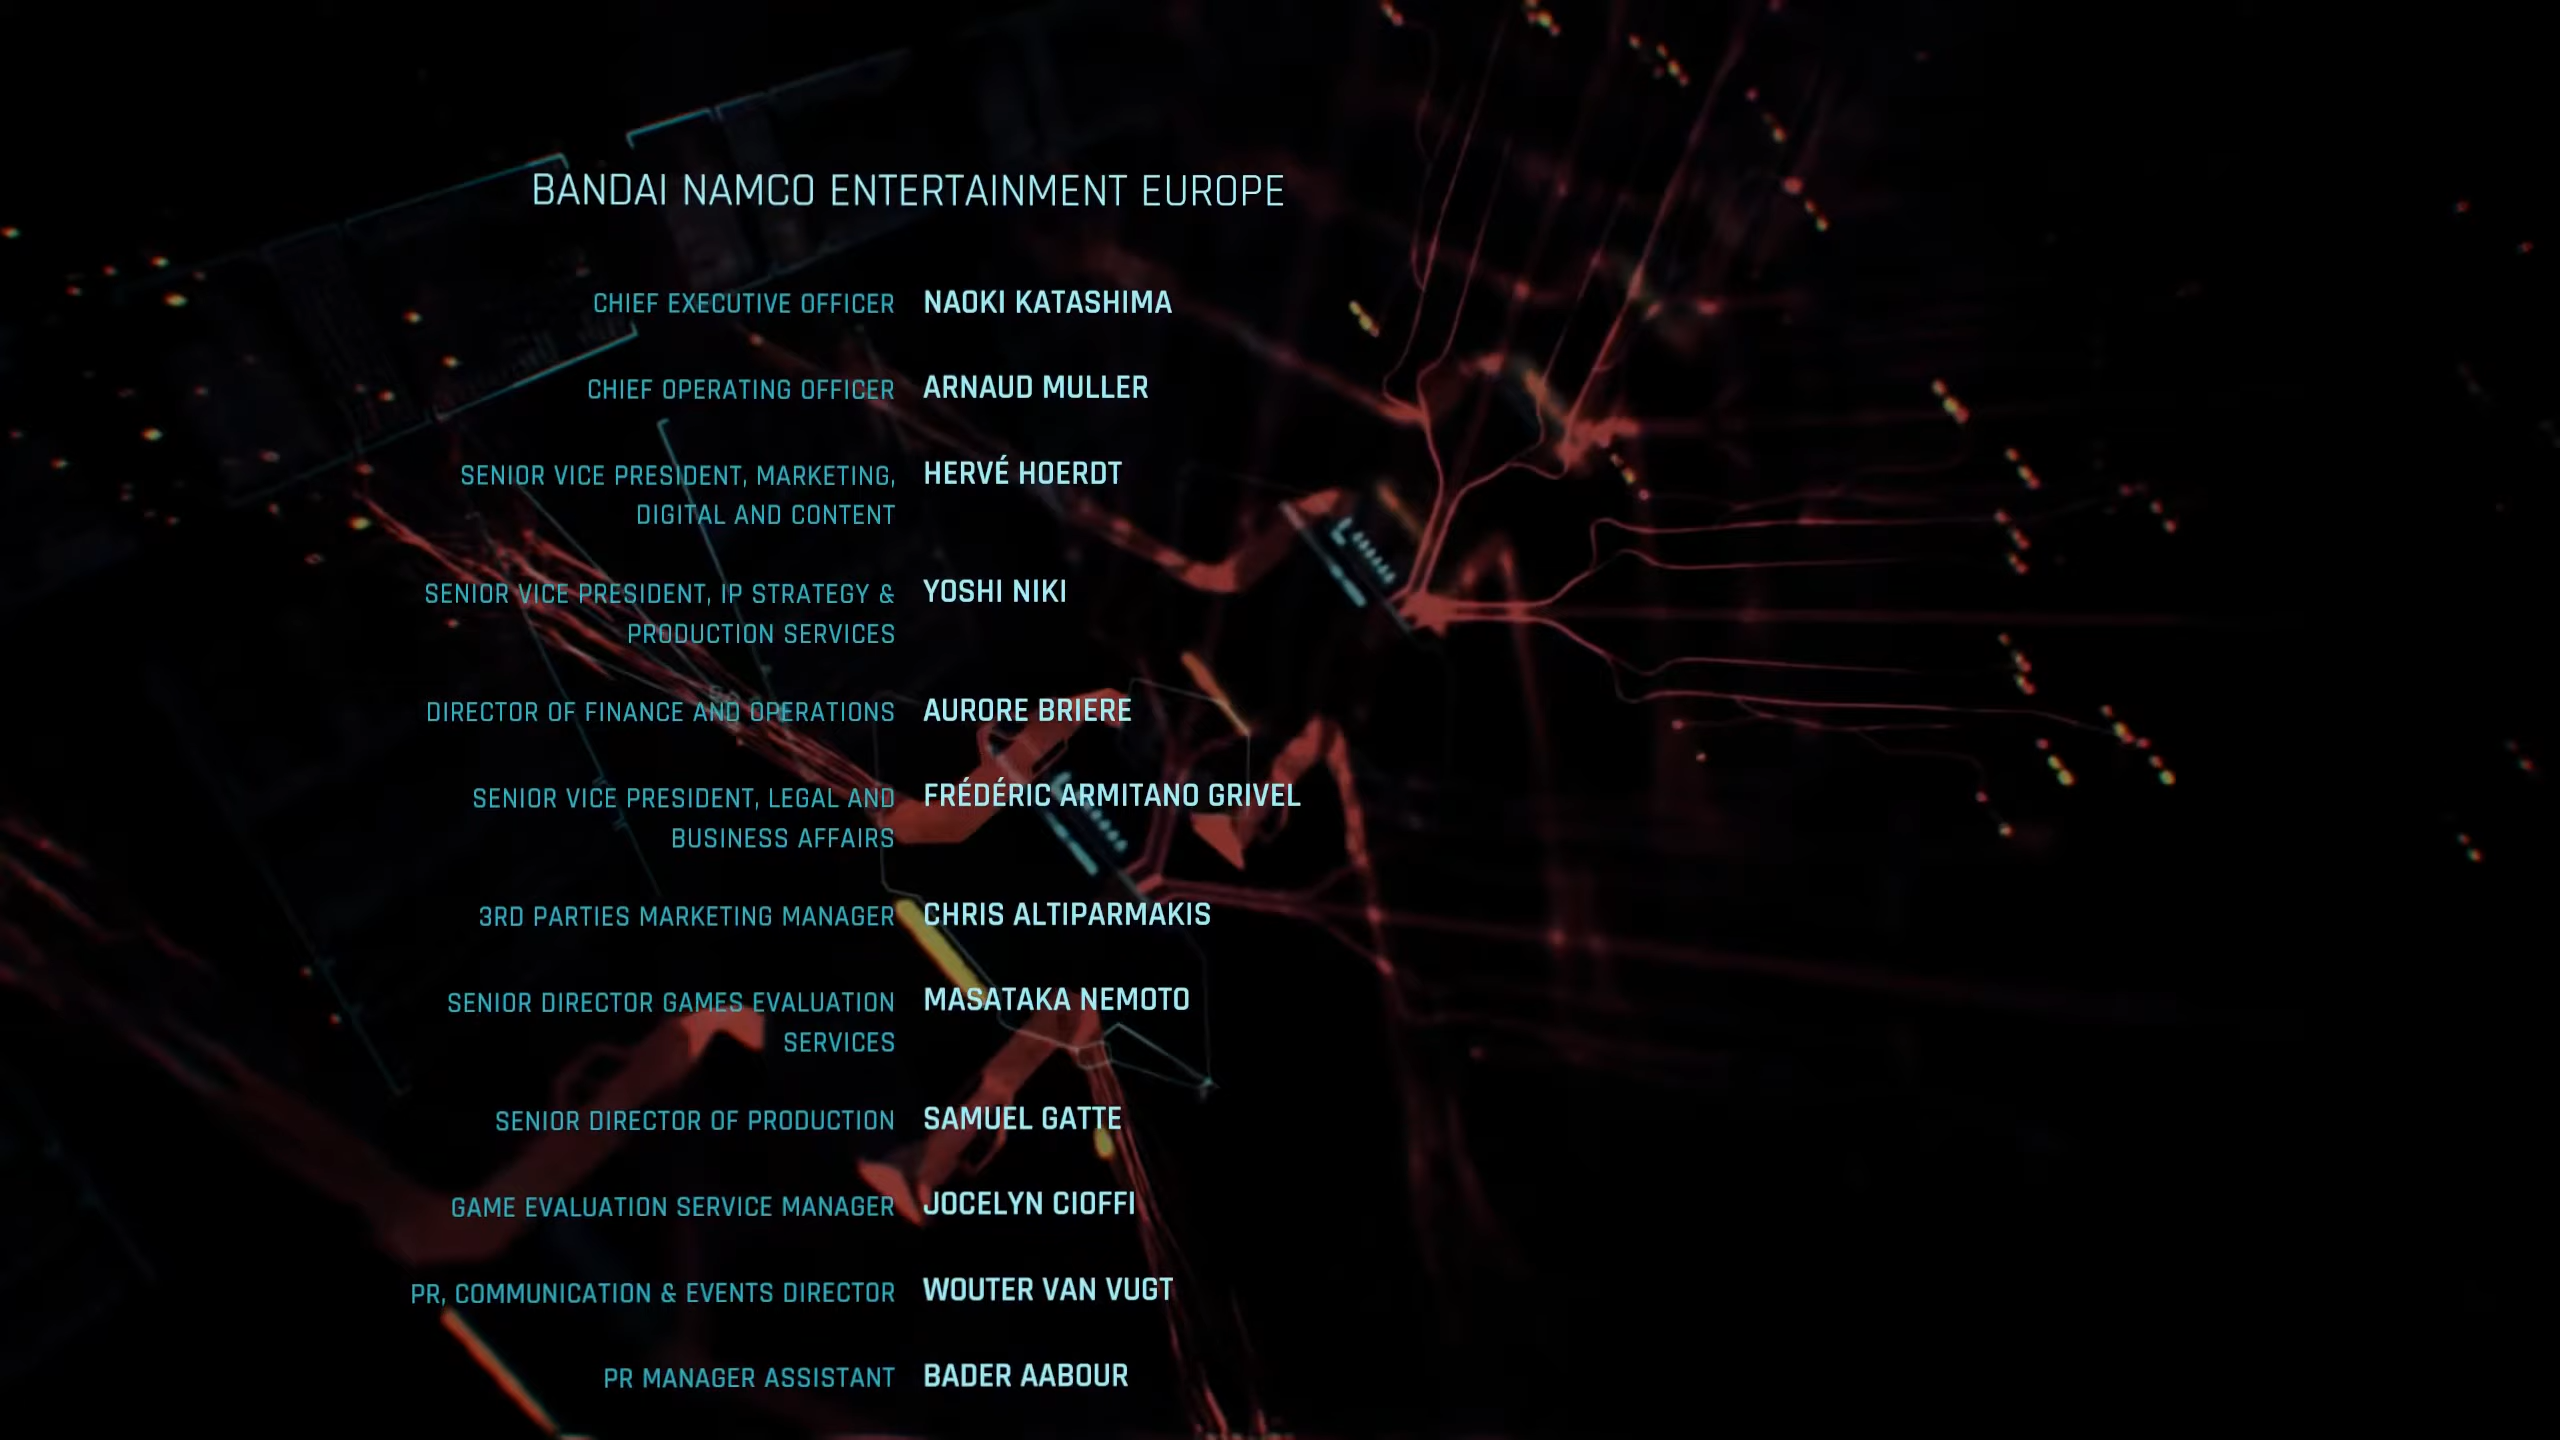 BANDAI NAMCO ENTERTAINMENT EUROPE
CHIEF EXECUTIVE OFFICER NAOKI KATASHIMA
CHIEF OPERATING OFFICER ARNAUD MULLER
SENIOR VICE PRESIDENT, MARKETING, HERVÉ HOERDT
DIGITAL AND CONTENT
SENIOR VICE PRESIDENT, IP STRATEGY & YOSHI NIKI
PRODUCTION SERVICES
DIRECTOR OF FINANCE AND OPERATIONS AURORE BRIERE
SENIOR VICE PRESIDENT, LEGAL AND FRÉDÉRIC ARMITANO GRIVEL
BUSINESS AFFAIRS
3RD PARTIES MARKETING MANAGER CHRIS ALTIPARMAKIS
SENIOR DIRECTOR GAMES EVALUATION MASATAKA NEMOTO
SERVICES
SENIOR DIRECTOR OF PRODUCTION SAMUEL GATTE
GAME EVALUATION SERVICE MANAGER JOCELYN CIOFFI
PR, COMMUNICATION & EVENTS DIRECTOR WOUTER VAN VUGT
PR MANAGER ASSISTANT BADER AABOUR